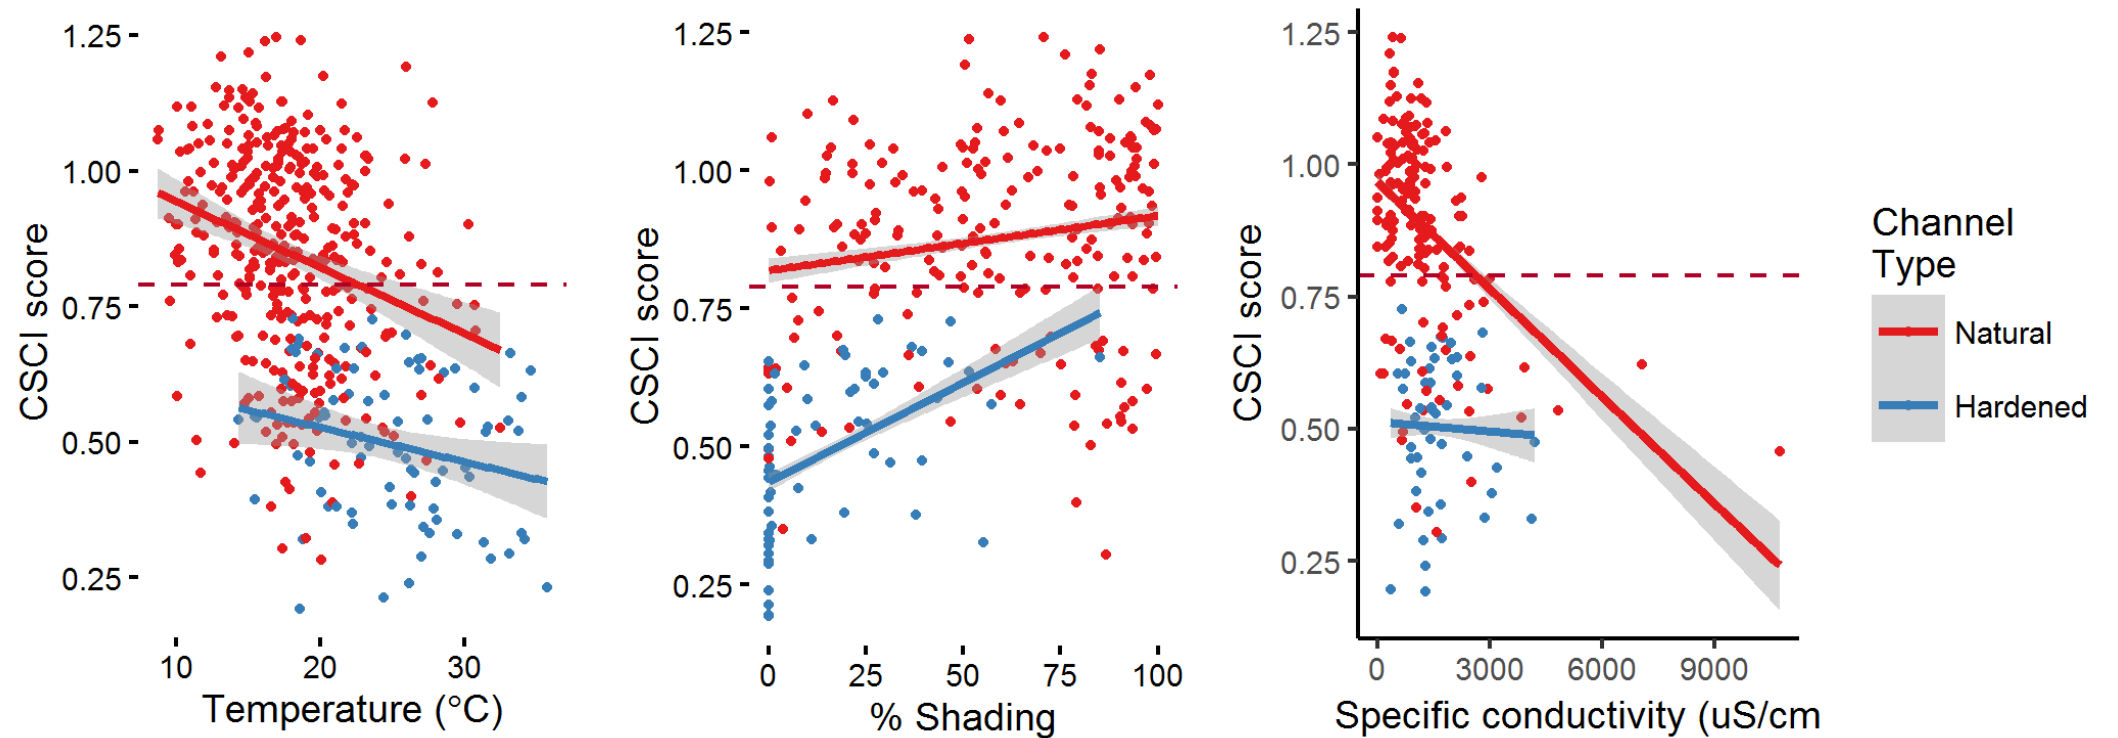 CSCI score
1.25
1.00
0.75
0.50
0.25
10 20 30
Temperature (°C)
CSCI score
1.25
1.00
0.75
0.50
0.25
0 25 50 75 100
% Shading
CSCI score
1.25
1.00
0.75
0.50
0.25
0 3000 6000 9000
Specific conductivity (uS/cm
Channel
Type
Natural
Hardened